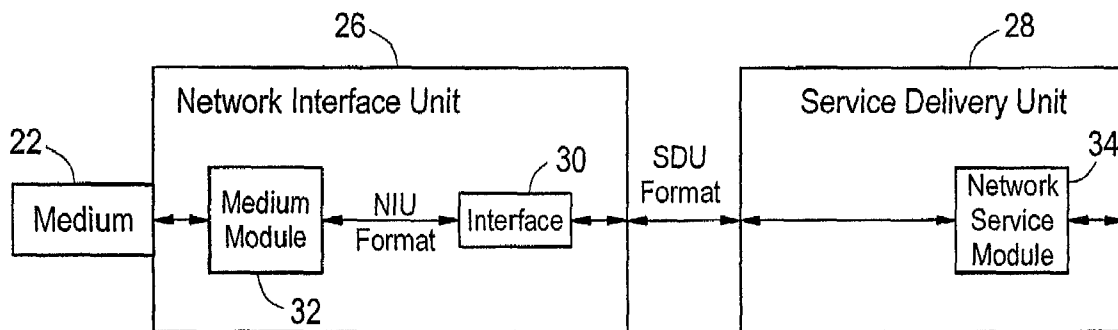 26
28
Network Interface Unit
Service Delivery Unit
22
30
34
SDU
Format
Medium
Medium
Module
NIU
Format
Interface
Network
Service
Module
32